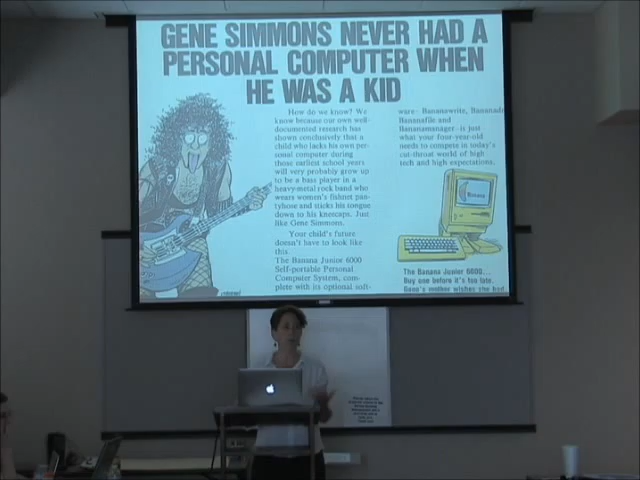 GENE SIMMONS NEVER HAD A
PERSONAL COMPUTER WHEN
HE WAS A KID
How do we know? We
know because our own well-
documented research has
shown conclusively that a
child who lacks his own per-
sonal computer during
those earliest school years
will very probably grow up
to be a bass player in a
heavy-metal rock band who
wears women's fishnet pan-
tyhose and sticks his tongue
down to his kneecaps. Just
like Gene Simmons.
Your child's future
doesn't have to look like
this.
The Banana Junior 6000
Self-portable Personal
Computer System, com-
plete with its optional soft-
ware- Bananawrite, Bananadr
Bananafile and
Bananamanager- is just
what your four-year-old
needs to compete in today's
cut-throat world of high
tech and high expectations.
Banana
The Banana Junior 6000...
Buy one before it's too late.
Gene's mother wishes she had